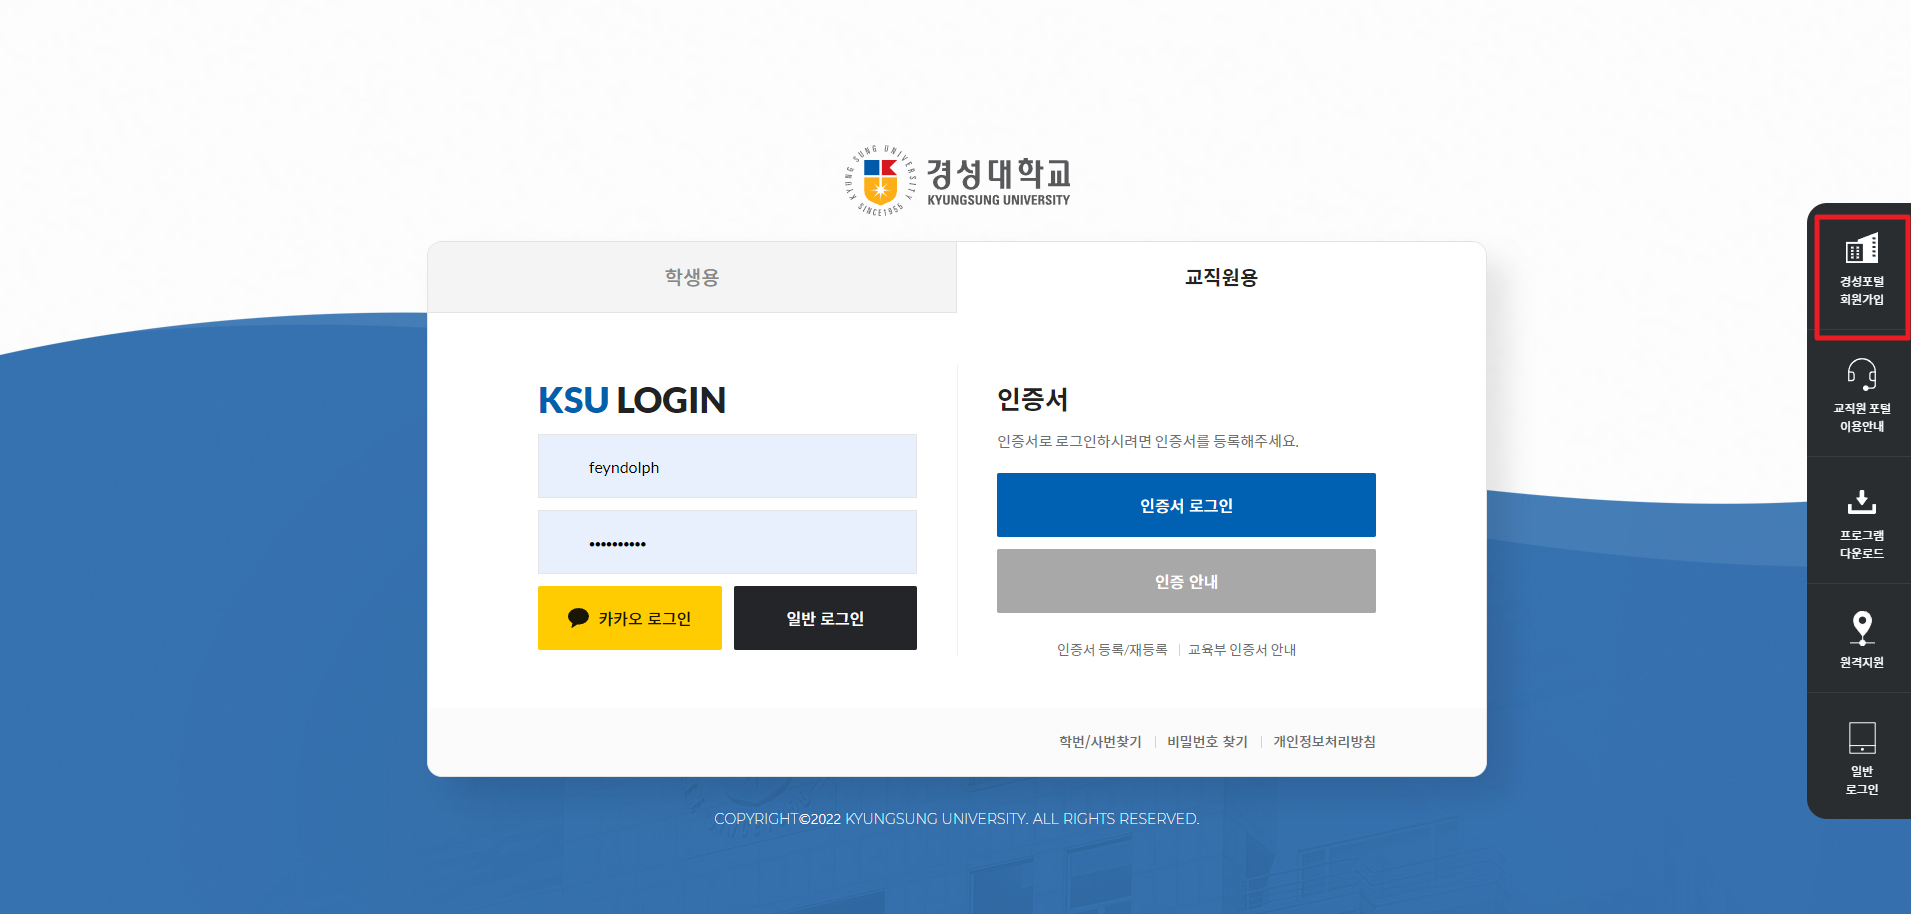 KYUNG SUNG UNIVERSITY
SINCE 1955
경성대학교
KYUNGSUNG UNIVERSITY
학생용
교직원용
KSU LOGIN
feyndolph
••••••••••
카카오 로그인
일반 로그인
인증서
인증서로 로그인하시려면 인증서를 등록해주세요.
인증서 로그인
인증 안내
인증서 등록/재등록
교육부 인증서 안내
학번/사번찾기
비밀번호 찾기
개인정보처리방침
COPYRIGHT©2022 KYUNGSUNG UNIVERSITY. ALL RIGHTS RESERVED.
경성포털
회원가입
교직원 포털
이용안내
프로그램
다운로드
원격지원
일반
로그인